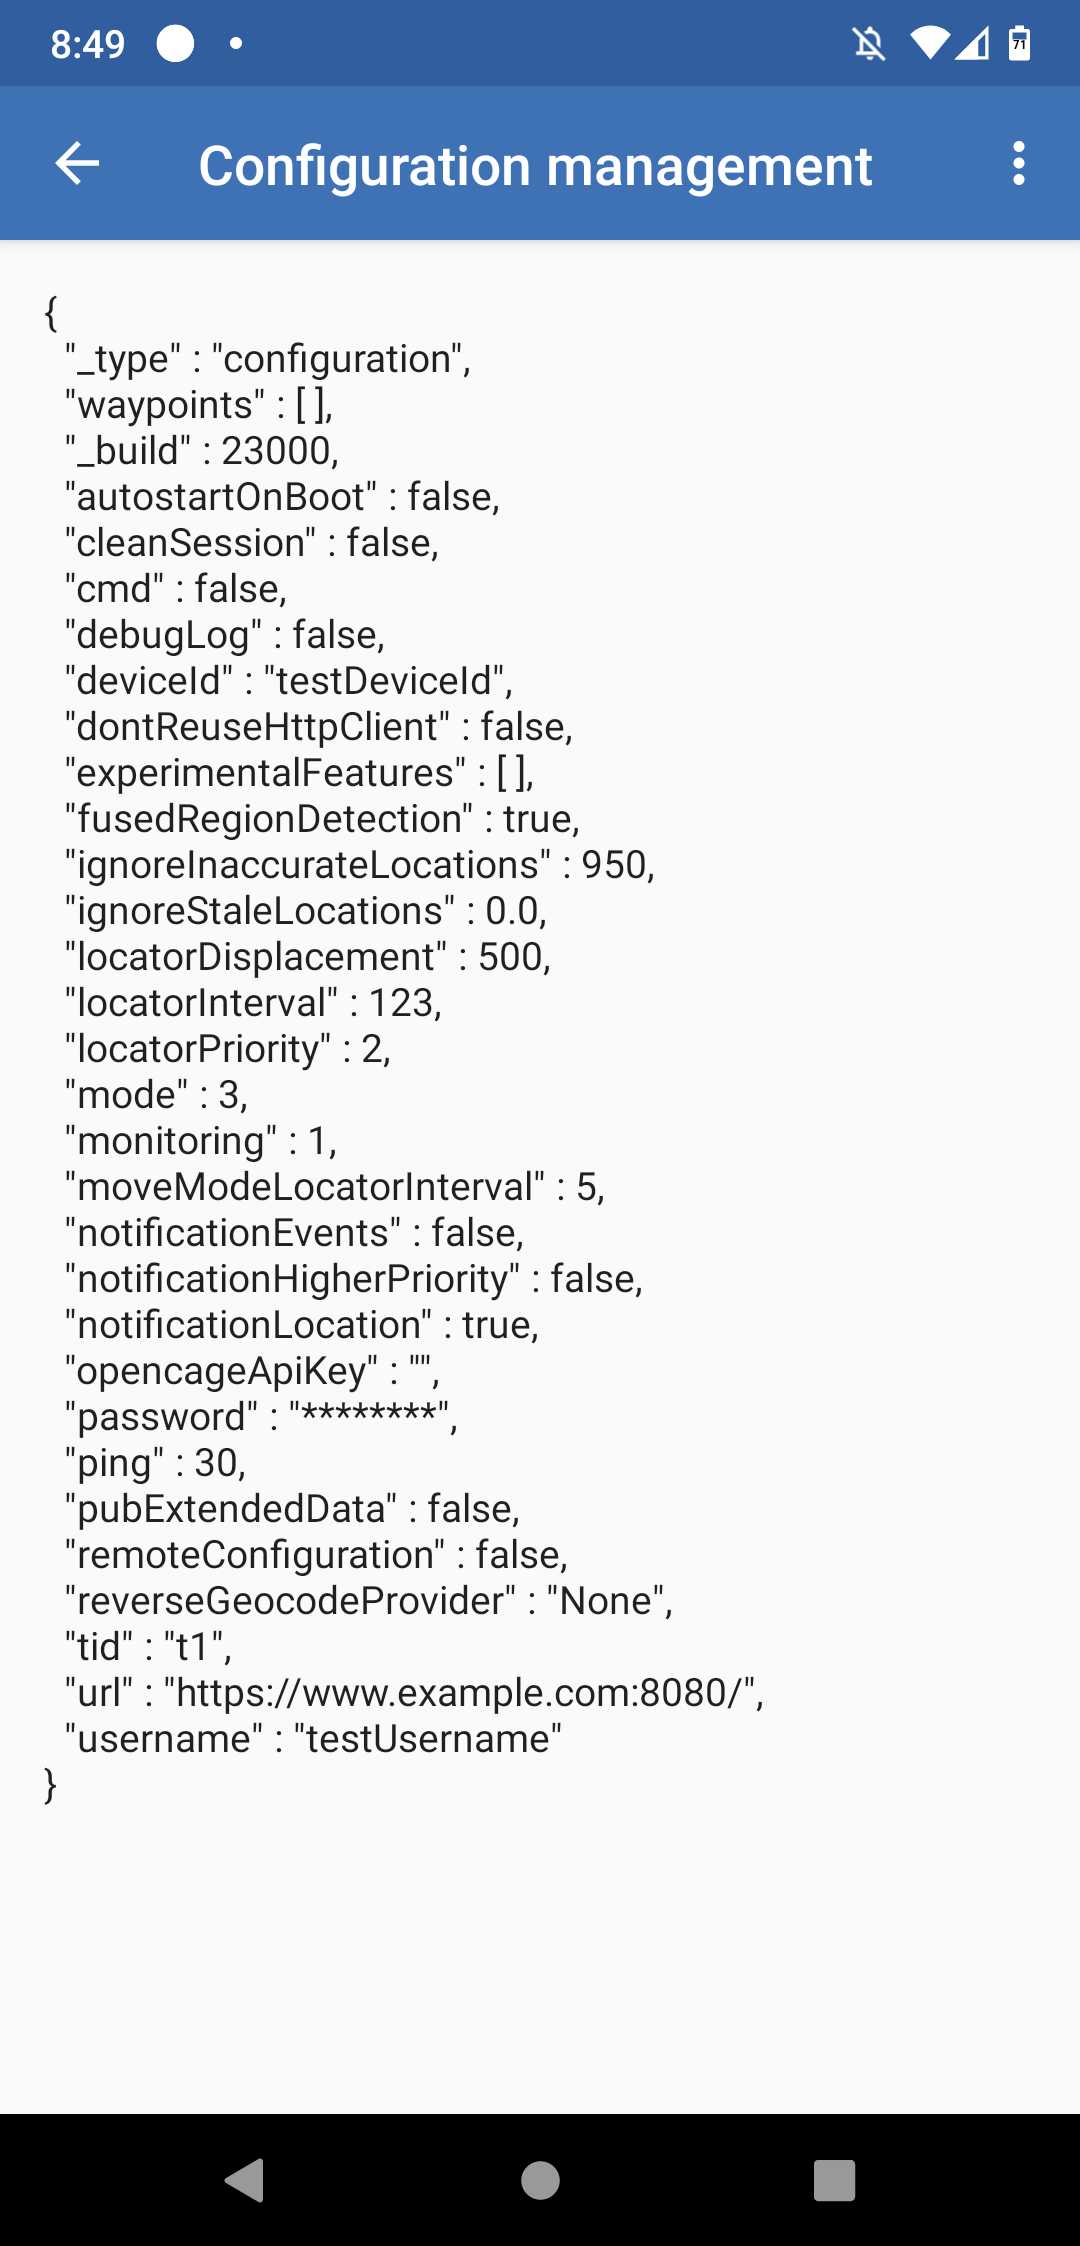 8:49
71
Configuration management
{
"_type" : "configuration",
"waypoints" : [ ],
"_build" : 23000,
"autostartOnBoot" : false,
"cleanSession" : false,
"cmd" : false,
"debugLog" : false,
"deviceId" : "testDeviceId",
"dontReuseHttpClient" : false,
"experimentalFeatures" : [ ],
"fusedRegionDetection" : true,
"ignoreInaccurateLocations" : 950,
"ignoreStaleLocations" : 0.0,
"locatorDisplacement" : 500,
"locatorInterval" : 123,
"locatorPriority" : 2,
"mode" : 3,
"monitoring" : 1,
"moveModeLocatorInterval" : 5,
"notificationEvents" : false,
"notificationHigherPriority" : false,
"notificationLocation" : true,
"opencageApiKey" : "",
"password" : "********",
"ping" : 30,
"pubExtendedData" : false,
"remoteConfiguration" : false,
"reverseGeocodeProvider" : "None",
"tid" : "t1",
"url" : "https://www.example.com:8080/",
"username" : "testUsername"
}